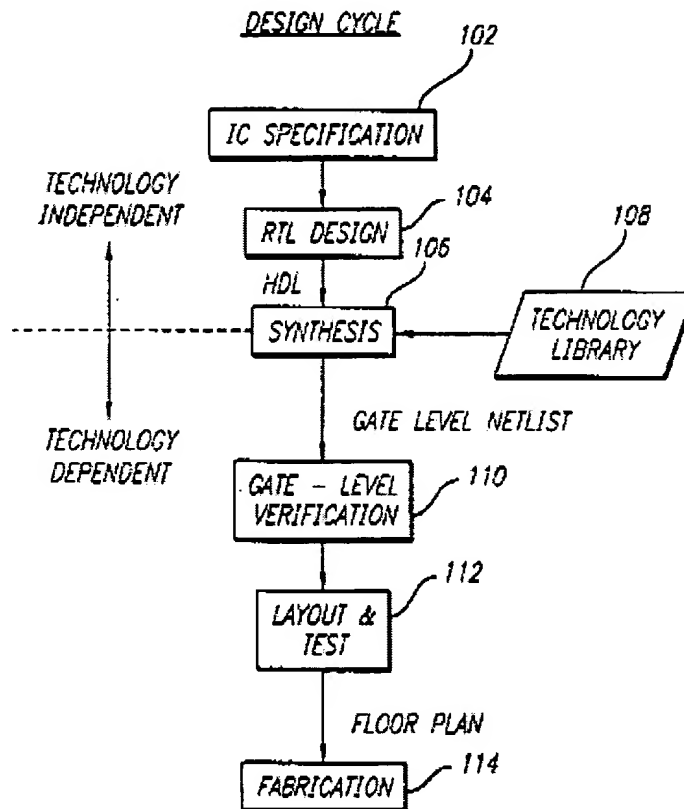 DESIGN CYCLE
102
IC SPECIFICATION
TECHNOLOGY
INDEPENDENT
104
RTL DESIGN
108
106
HDL
SYNTHESIS
TECHNOLOGY
LIBRARY
GATE LEVEL NETLIST
TECHNOLOGY
DEPENDENT
GATE - LEVEL
VERIFICATION
110
112
LAYOUT &
TEST
FLOOR PLAN
FABRICATION
114